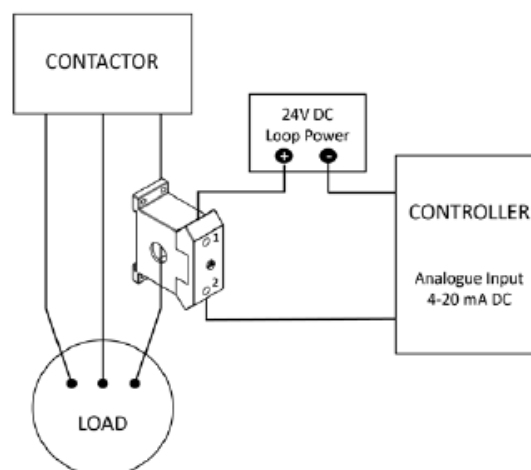 CONTACTOR
24V DC
Loop Power
+
-
CONTROLLER
Analogue Input
4-20 mA DC
1
2
LOAD